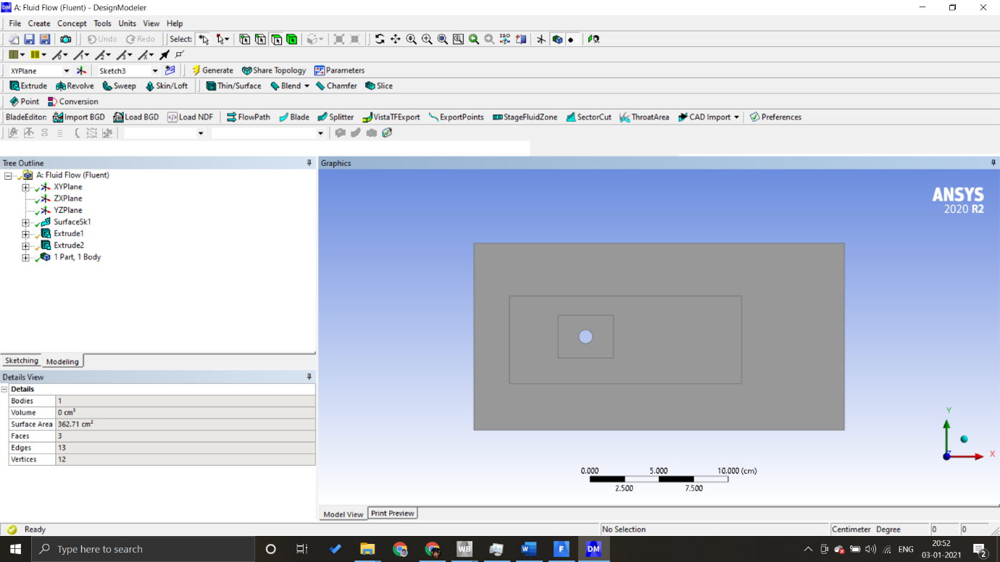 A: Fluid Flow (Fluent) - DesignModeler
File Create Concept Tools Units View Help
Undo Redo Select:
XYPlane Sketch3 Generate Share Topology Parameters
Extrude Revolve Sweep Skin/Loft Thin/Surface Blend Chamfer Slice
Point Conversion
BladeEditor: Import BGD Load BGD Load NDF FlowPath Blade Splitter VistaTFExport ExportPoints StageFluidZone SectorCut ThroatArea CAD Import Preferences
Tree Outline
A: Fluid Flow (Fluent)
XYPlane
ZXPlane
YZPlane
SurfaceSk1
Extrude1
Extrude2
1 Part, 1 Body
Sketching Modeling
Details View
Details
Bodies 1
Volume 0 cm³
Surface Area 362.71 cm²
Faces 3
Edges 13
Vertices 12
Graphics
ANSYS
2020 R2
Y
X
Z
0.000 5.000 10.000 (cm)
2.500 7.500
Model View Print Preview
Ready No Selection Centimeter Degree 0 0
Type here to search
WB W F DM
ENG
20:52
03-01-2021
2